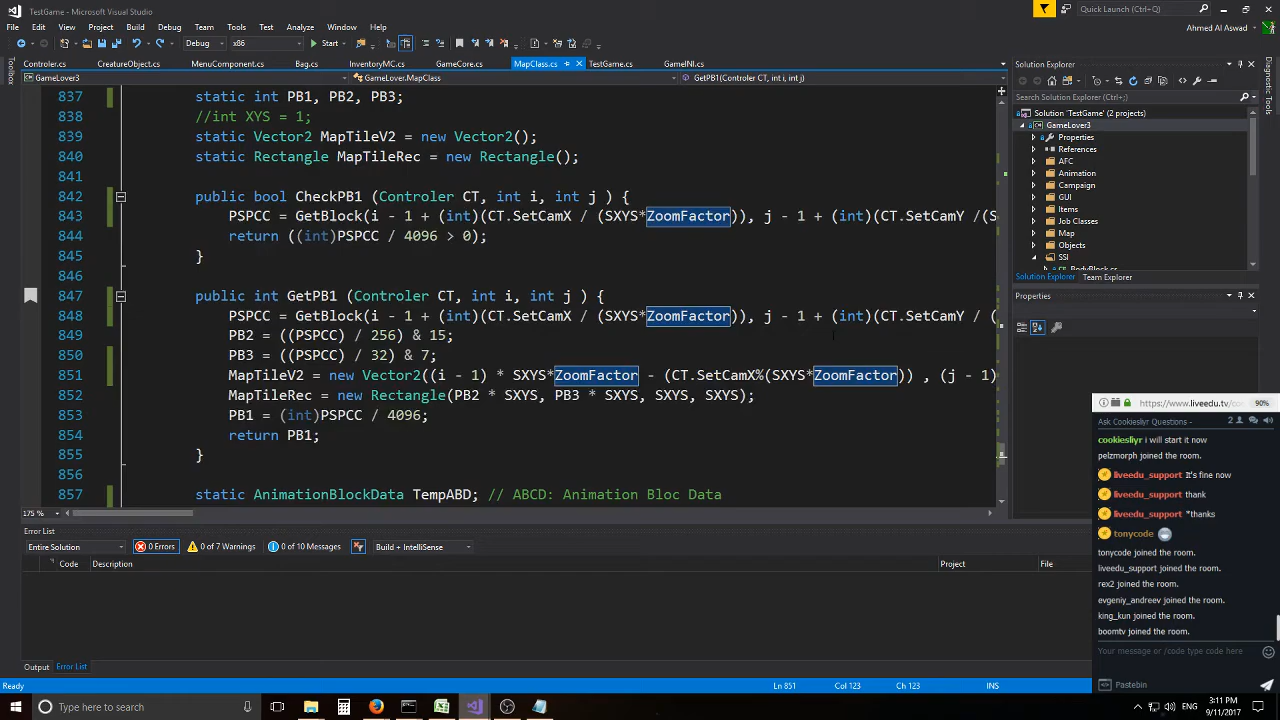 TestGame - Microsoft Visual Studio
Quick Launch (Ctrl+Q)
File Edit View Project Build Debug Team Tools Test Analyze Window Help
Ahmed Al Aswad
Debug x86 Start
Controler.cs CreatureObject.cs MenuComponent.cs Bag.cs InventoryMC.cs GameCore.cs MapClass.cs TestGame.cs GameINI.cs
GameLover3 GameLover.MapClass GetPB1(Controler CT, int i, int j)
Toolbox
837 static int PB1, PB2, PB3;
838 //int XYS = 1;
839 static Vector2 MapTileV2 = new Vector2();
840 static Rectangle MapTileRec = new Rectangle();
841
842 public bool CheckPB1 (Controler CT, int i, int j ) {
843 PSPCC = GetBlock(i - 1 + (int)(CT.SetCamX / (SXYS*ZoomFactor)), j - 1 + (int)(CT.SetCamY /(S
844 return ((int)PSPCC / 4096 > 0);
845 }
846
847 public int GetPB1 (Controler CT, int i, int j ) {
848 PSPCC = GetBlock(i - 1 + (int)(CT.SetCamX / (SXYS*ZoomFactor)), j - 1 + (int)(CT.SetCamY / (
849 PB2 = ((PSPCC) / 256) & 15;
850 PB3 = ((PSPCC) / 32) & 7;
851 MapTileV2 = new Vector2((i - 1) * SXYS*ZoomFactor - (CT.SetCamX%(SXYS*ZoomFactor)) , (j - 1)
852 MapTileRec = new Rectangle(PB2 * SXYS, PB3 * SXYS, SXYS, SXYS);
853 PB1 = (int)PSPCC / 4096;
854 return PB1;
855 }
856
857 static AnimationBlockData TempABD; // ABCD: Animation Bloc Data
175 %
Solution Explorer
Search Solution Explorer (Ctrl+;)
Solution 'TestGame' (2 projects)
GameLover3
Properties
References
AFC
Animation
Campaign
GUI
Items
Job Classes
Map
Objects
SSI
BodyBlock.cs
Solution Explorer Team Explorer
Diagnostic Tools
Properties
Error List
Entire Solution 0 Errors 0 of 7 Warnings 0 of 10 Messages Build + IntelliSense
Code Description Project File
Output Error List
Ready Ln 851 Col 123 Ch 123 INS
https://www.liveedu.tv/co 90%
Ask Cookiesliyr Questions - 2
cookiesliyr i will start it now
pelzmorph joined the room.
liveedu_support It's fine now
liveedu_support thank
liveedu_support *thanks
tonycode
tonycode joined the room.
liveedu_support joined the room.
rex2 joined the room.
evgeniy_andreev joined the room.
king_kun joined the room.
boomtv joined the room.
Your message or /code type code here
Pastebin
Type here to search
ENG 3:11 PM
9/11/2017